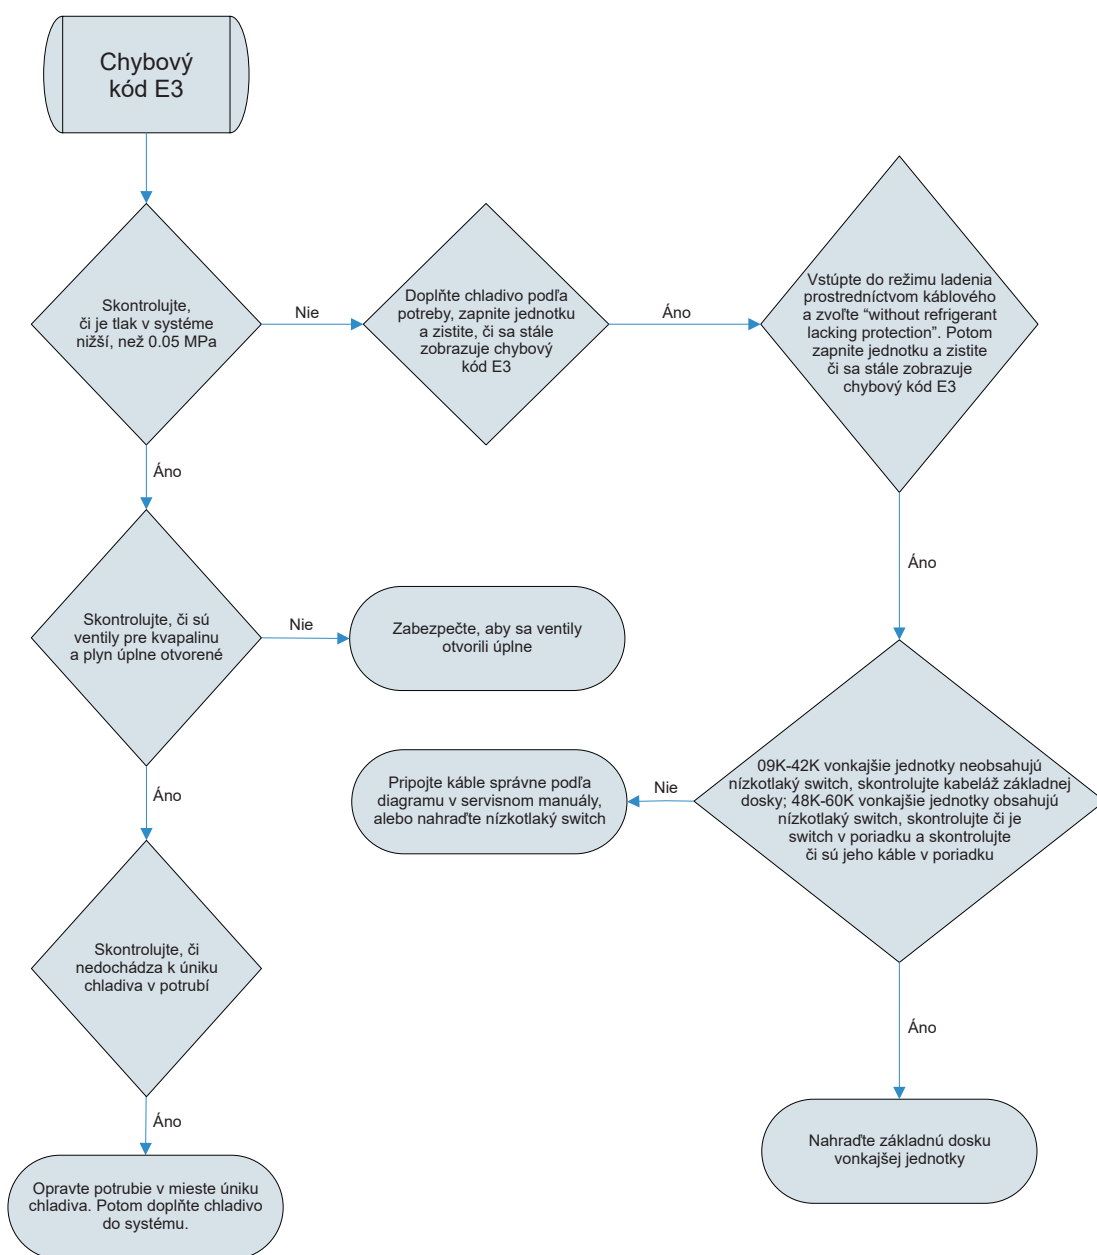 Chybový
kód E3
Skontrolujte,
či je tlak v systéme
nižší, než 0.05 MPa
Nie
Doplňte chladivo podľa
potreby, zapnite jednotku
a zistite, či sa stále
zobrazuje chybový
kód E3
Áno
Vstúpte do režimu ladenia
prostredníctvom káblového
a zvoľte “without refrigerant
lacking protection”. Potom
zapnite jednotku a zistite
či sa stále zobrazuje
chybový kód E3
Áno
Áno
Skontrolujte, či sú
ventily pre kvapalinu
a plyn úplne otvorené
Nie
Zabezpečte, aby sa ventily
otvorili úplne
09K-42K vonkajšie jednotky neobsahujú
nízkotlaký switch, skontrolujte kabeláž základnej
dosky; 48K-60K vonkajšie jednotky obsahujú
nízkotlaký switch, skontrolujte či je
switch v poriadku a skontrolujte
či sú jeho káble v poriadku
Nie
Pripojte káble správne podľa
diagramu v servisnom manuály,
alebo nahraďte nízkotlaký switch
Áno
Skontrolujte, či
nedochádza k úniku
chladiva v potrubí
Áno
Áno
Opravte potrubie v mieste úniku
chladiva. Potom doplňte chladivo
do systému.
Nahraďte základnú dosku
vonkajšej jednotky